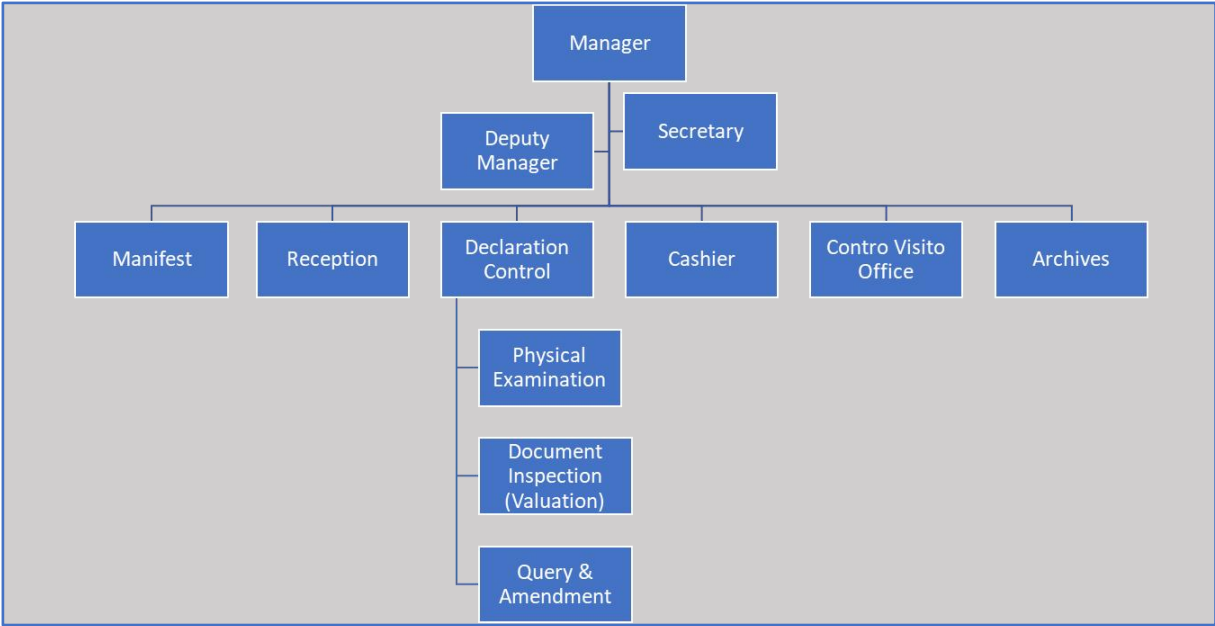 Manager
Secretary
Deputy
Manager
Manifest
Reception
Declaration
Control
Cashier
Contro Visito
Office
Archives
Physical
Examination
Document
Inspection
(Valuation)
Query &
Amendment